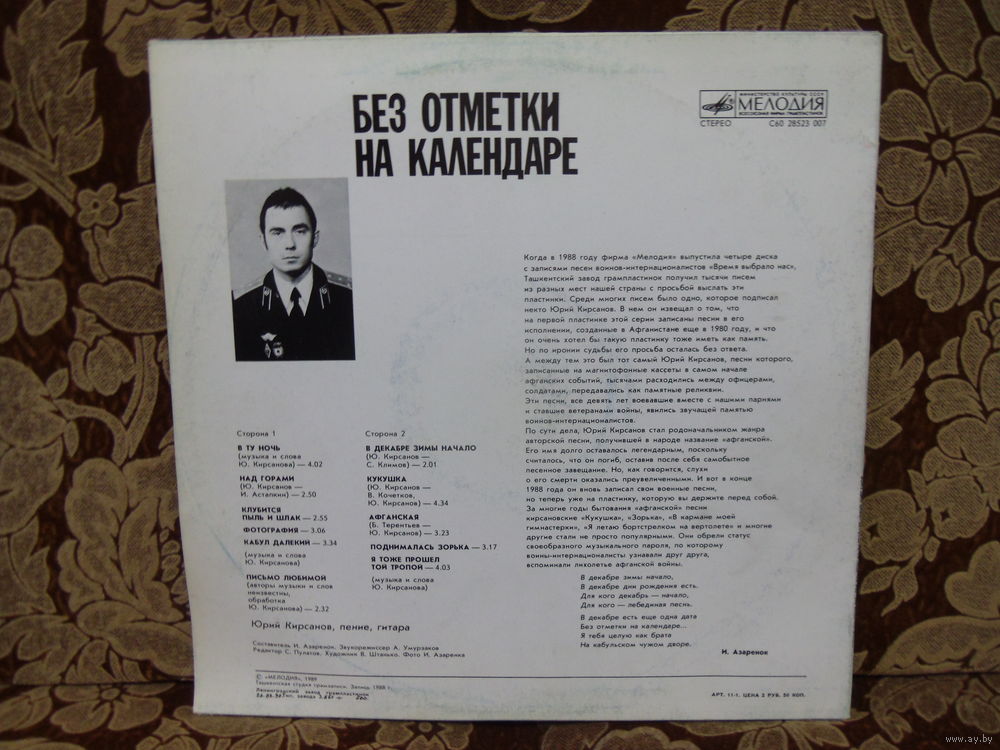 БЕЗ ОТМЕТКИ
НА КАЛЕНДАРЕ
МИНИСТЕРСТВО КУЛЬТУРЫ СССР
МЕЛОДИЯ
ВСЕСОЮЗНАЯ ФИРМА ГРАМПЛАСТИНОК
СТЕРЕО С60 28523 007
Когда в 1988 году фирма «Мелодия» выпустила четыре диска
с записями песен воинов-интернационалистов «Время выбрало нас»,
Ташкентский завод грампластинок получил тысячи писем
из разных мест нашей страны с просьбой выслать эти
пластинки. Среди многих писем было одно, которое подписал
некто Юрий Кирсанов. В нем он извещал о том, что
на первой пластинке этой серии записаны песни в его
исполнении, созданные в Афганистане еще в 1980 году, и что
он очень хотел бы такую пластинку тоже иметь как память.
Но по иронии судьбы его просьба осталась без ответа.
А между тем это был тот самый Юрий Кирсанов, песни которого,
записанные на магнитофонные кассеты в самом начале
афганских событий, тысячами расходились между офицерами,
солдатами, передавались как памятные реликвии.
Эти песни, все девять лет воевавшие вместе с нашими парнями
и ставшие ветеранами войны, явились звучащей памятью
воинов-интернационалистов.
По сути дела, Юрий Кирсанов стал родоначальником жанра
авторской песни, получившей в народе название «афганской».
Его имя долго оставалось легендарным, поскольку
считалось, что он погиб, оставив после себя самобытное
песенное завещание. Но, как говорится, слухи
о его смерти оказались преувеличенными. И вот в конце
1988 года он вновь записал свои военные песни,
но теперь уже на пластинку, которую вы держите перед собой.
За многие годы бытования «афганской» песни
кирсановские «Кукушка», «Зорька», «В кармане моей
гимнастерки», «Я летаю бортстрелком на вертолете» и многие
другие стали не просто популярными. Они обрели статус
своеобразного музыкального пароля, по которому
воины-интернационалисты узнавали друг друга,
вспоминали лихолетье афганской войны.
В декабре зимы начало,
В декабре дни рождения есть.
Для кого декабрь — начало,
Для кого — лебединая песнь.
В декабре есть еще одна дата
Без отметки на календаре...
Я тебя целую как брата
На кабульском чужом дворе.
И. Азаренок
Сторона 1
В ТУ НОЧЬ
(музыка и слова
Ю. Кирсанова) — 4.02
НАД ГОРАМИ
(Ю. Кирсанов —
И. Асталкин) — 2.50
КЛУБИТСЯ
ПЫЛЬ И ШЛАК — 2.55
ФОТОГРАФИЯ — 3.06
КАБУЛ ДАЛЕКИЙ — 3.34
(музыка и слова
Ю. Кирсанова)
ПИСЬМО ЛЮБИМОЙ
(авторы музыки и слов
неизвестны,
обработка
Ю. Кирсанова) — 2.32
Сторона 2
В ДЕКАБРЕ ЗИМЫ НАЧАЛО
(Ю. Кирсанов —
С. Климов) — 2.01
КУКУШКА
(Ю. Кирсанов —
В. Кочетков,
Ю. Кирсанов) — 4.34
АФГАНСКАЯ
(Б. Терентьев —
Ю. Кирсанов) — 3.23
ПОДНИМАЛАСЬ ЗОРЬКА — 3.17
Я ТОЖЕ ПРОШЕЛ
ТОЙ ТРОПОЙ — 4.03
(музыка и слова
Ю. Кирсанова)
Юрий Кирсанов, пение, гитара
Составитель И. Азаренок. Звукорежиссер А. Умурзаков
Редактор С. Пулатов. Художник В. Штанько. Фото И. Азаренка
© «МЕЛОДИЯ», 1989
Ташкентская студия грамзаписи. Запись 1988 г.
Ленинградский завод грампластинок
АРТ. 11-1. ЦЕНА 2 РУБ. 50 КОП.
www.ay.by